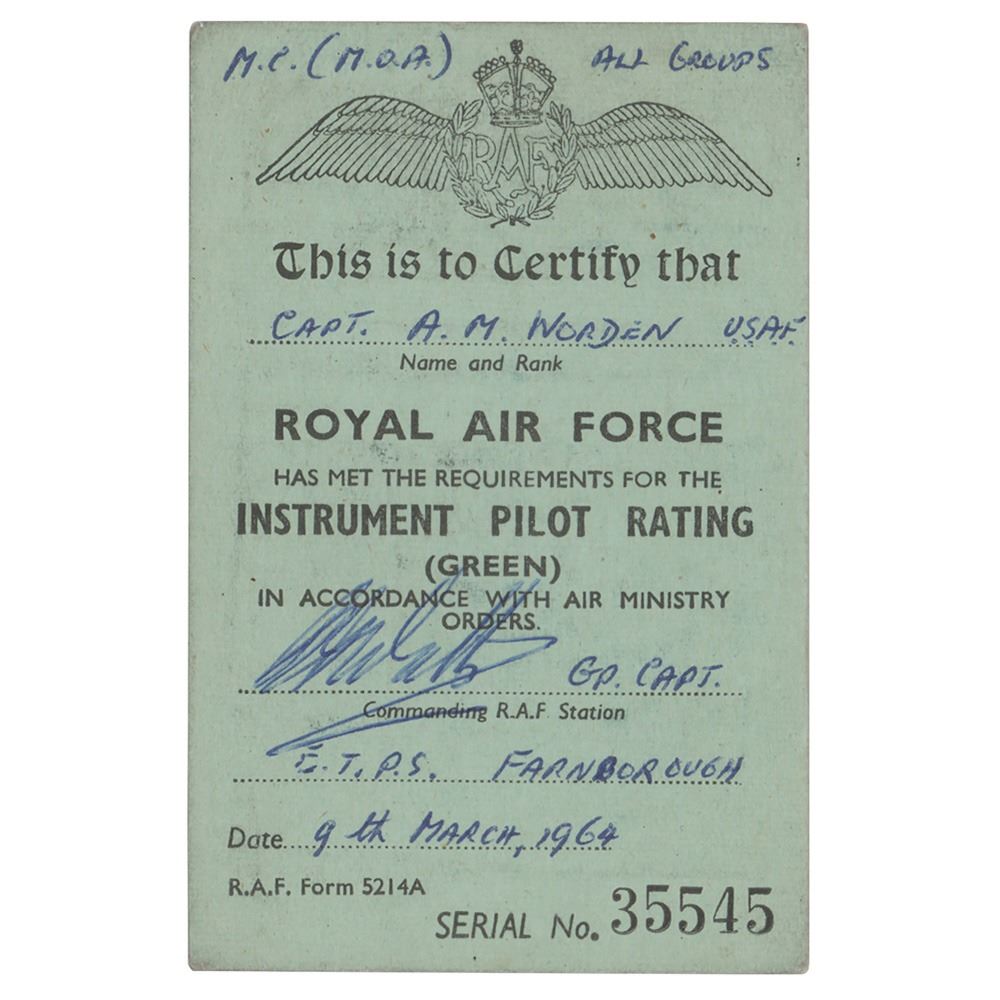 M.C. (M.O.A.) ALL GROUPS
RAF
This is to Certify that
CAPT. A. M. WORDEN USAF
Name and Rank
ROYAL AIR FORCE
HAS MET THE REQUIREMENTS FOR THE
INSTRUMENT PILOT RATING
(GREEN)
IN ACCORDANCE WITH AIR MINISTRY
ORDERS.
GP. CAPT.
Commanding R.A.F. Station
E.T.P.S. FARNBOROUGH
Date 9th MARCH, 1964
R.A.F. Form 5214A
SERIAL No. 35545